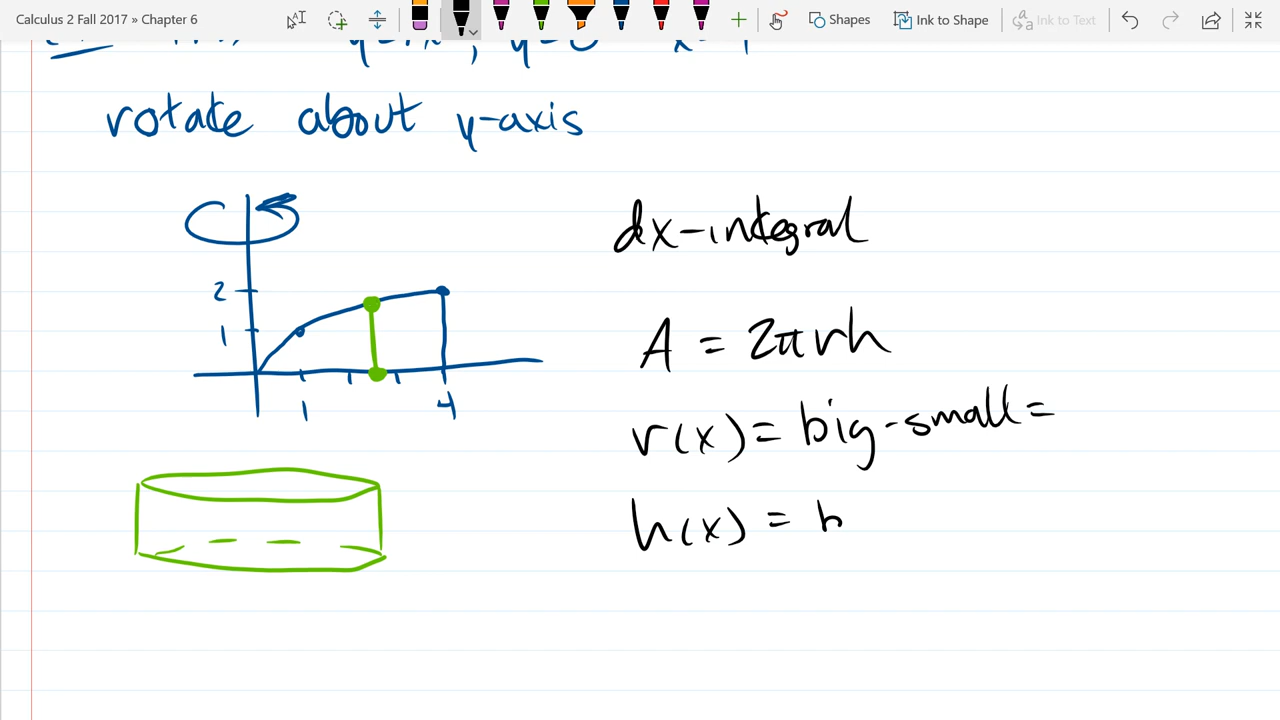 Calculus 2 Fall 2017 » Chapter 6
Shapes
Ink to Shape
Ink to Text
rotate about y-axis
2
1
1
4
dx-integral
A = 2πrh
r(x) = big-small =
h(x) = b